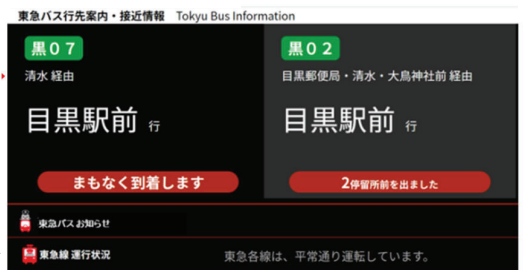 東急バス行先案内・接近情報 Tokyu Bus Information
黒07
清水 経由
目黒駅前 行
まもなく到着します
黒02
目黒郵便局・清水・大鳥神社前 経由
目黒駅前 行
2停留所前を出ました
東急バス お知らせ
東急線 運行状況
東急各線は、平常通り運転しています。